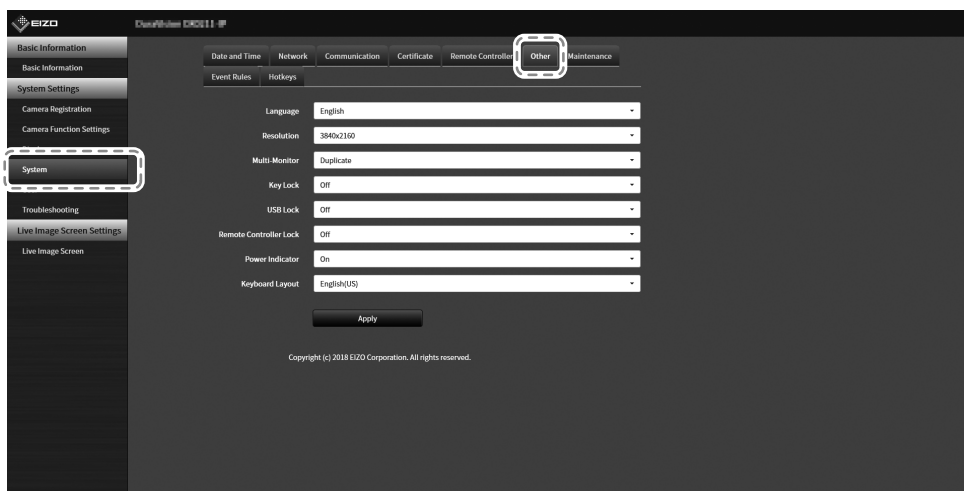 EIZO
Basic Information
Basic Information
System Settings
Camera Registration
Camera Function Settings
System
Troubleshooting
Live Image Screen Settings
Live Image Screen
Date and Time Network Communication Certificate Remote Controller Other Maintenance
Event Rules Hotkeys
Language English
Resolution 3840x2160
Multi-Monitor Duplicate
Key Lock Off
USB Lock Off
Remote Controller Lock Off
Power Indicator On
Keyboard Layout English(US)
Apply
Copyright (c) 2018 EIZO Corporation. All rights reserved.